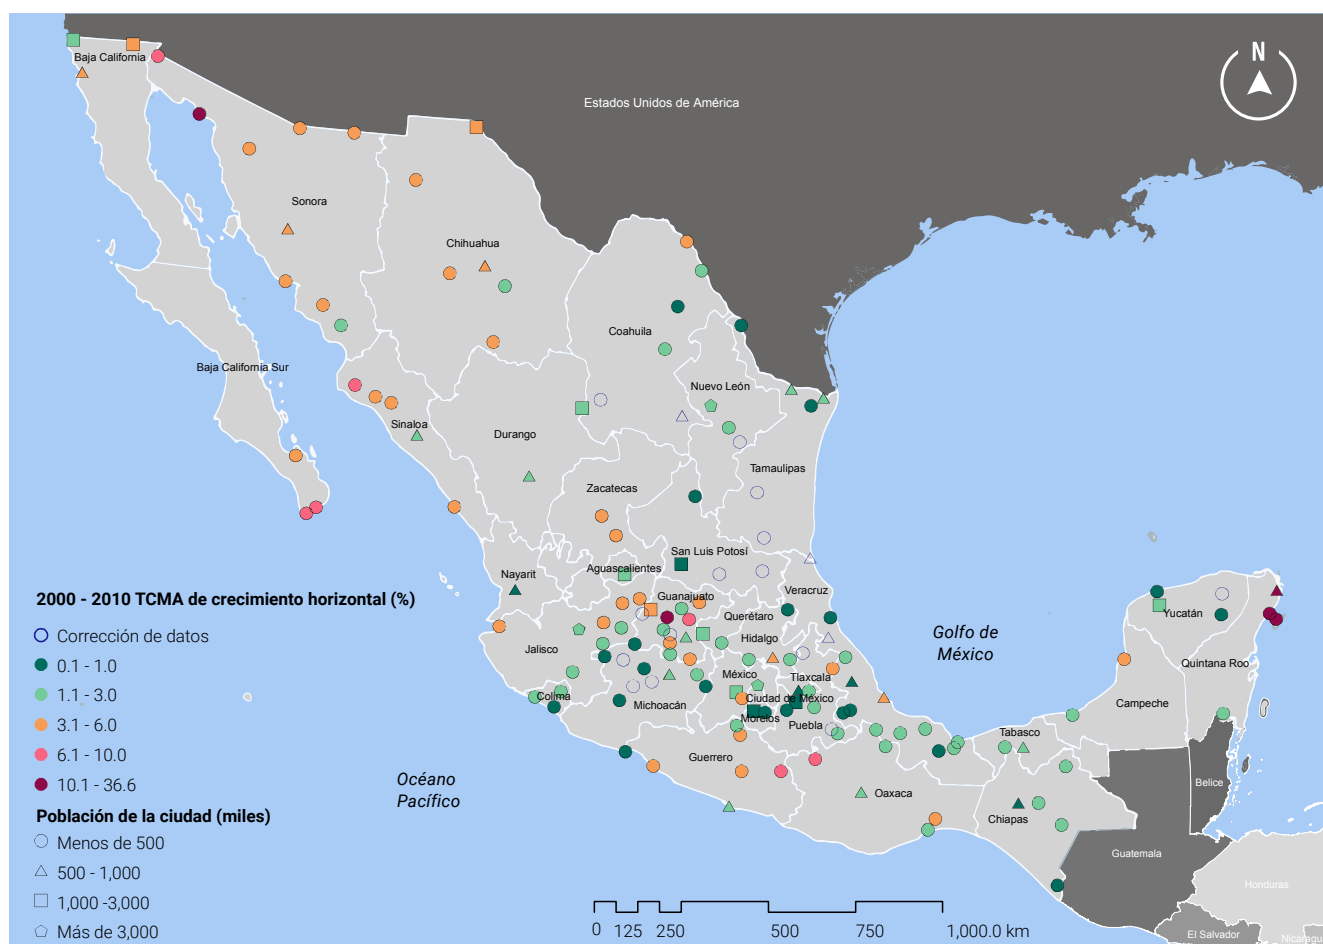 N
Baja California
Estados Unidos de América
Sonora
Chihuahua
Coahuila
Baja California Sur
Nuevo León
Sinaloa
Durango
Tamaulipas
Zacatecas
San Luis Potosí
Aguascalientes
Nayarit
Guanajuato
Veracruz
Querétaro
Hidalgo
Jalisco
México
Tlaxcala
Colima
Ciudad de México
Michoacán
Morelos
Puebla
Guerrero
Oaxaca
Tabasco
Chiapas
Campeche
Yucatán
Quintana Roo
Belice
Guatemala
Honduras
El Salvador
Nicaragu
Golfo de
México
Océano
Pacífico
2000 - 2010 TCMA de crecimiento horizontal (%)
Corrección de datos
0.1 - 1.0
1.1 - 3.0
3.1 - 6.0
6.1 - 10.0
10.1 - 36.6
Población de la ciudad (miles)
Menos de 500
500 - 1,000
1,000 -3,000
Más de 3,000
0 125 250 500 750 1,000.0 km